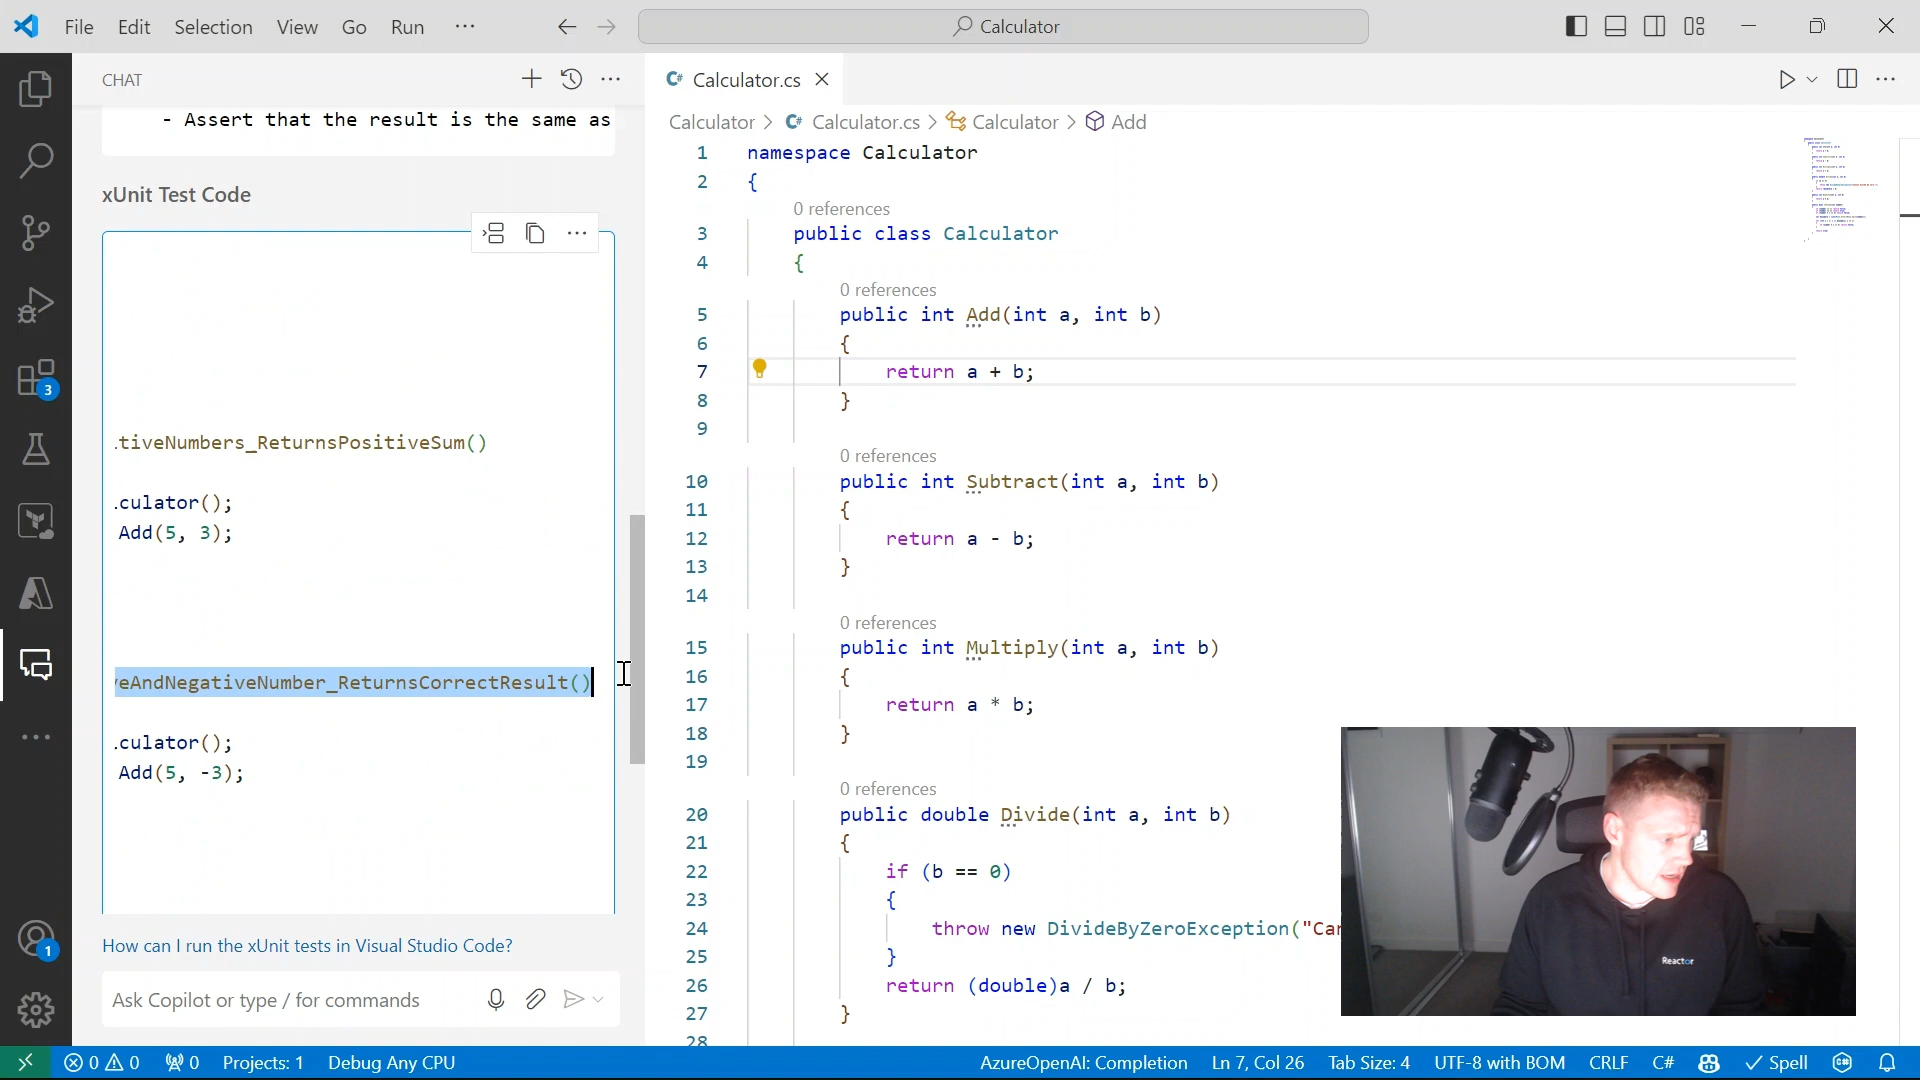 File Edit Selection View Go Run ··· Calculator
CHAT
- Assert that the result is the same as
xUnit Test Code
.tiveNumbers_ReturnsPositiveSum()
.culator();
Add(5, 3);
eAndNegativeNumber_ReturnsCorrectResult()
.culator();
Add(5, -3);
How can I run the xUnit tests in Visual Studio Code?
Ask Copilot or type / for commands
3
1
C# Calculator.cs
Calculator > C# Calculator.cs > Calculator > Add
1 namespace Calculator
2 {
0 references
3 public class Calculator
4 {
0 references
5 public int Add(int a, int b)
6 {
7 return a + b;
8 }
9
0 references
10 public int Subtract(int a, int b)
11 {
12 return a - b;
13 }
14
0 references
15 public int Multiply(int a, int b)
16 {
17 return a * b;
18 }
19
0 references
20 public double Divide(int a, int b)
21 {
22 if (b == 0)
23 {
24 throw new DivideByZeroException("Can
25 }
26 return (double)a / b;
27 }
28
Reactor
0 0 0 Projects: 1 Debug Any CPU AzureOpenAI: Completion Ln 7, Col 26 Tab Size: 4 UTF-8 with BOM CRLF C# Spell